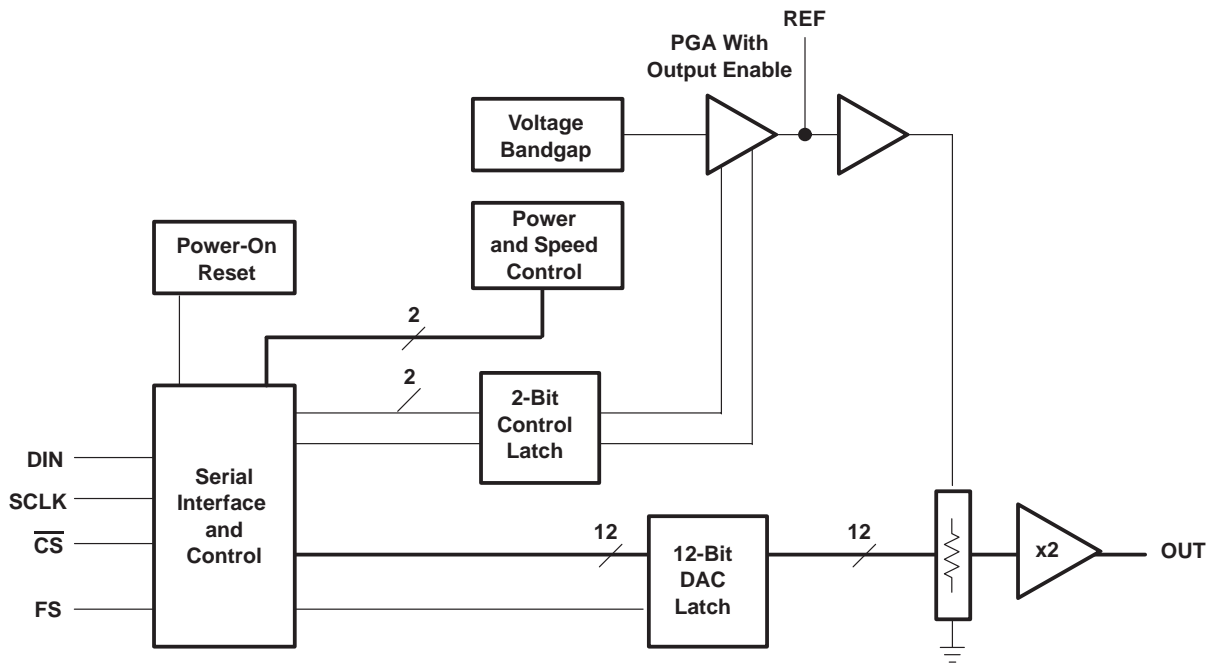 REF
PGA With
Output Enable
Voltage
Bandgap
Power
and Speed
Control
Power-On
Reset
2
2
2-Bit
Control
Latch
DIN
SCLK
CS
FS
Serial
Interface
and
Control
12
12-Bit
DAC
Latch
12
x2
OUT